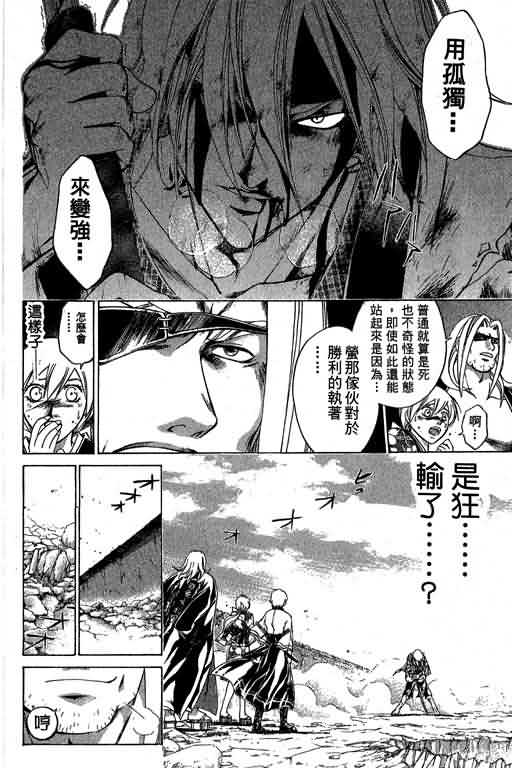 用孤獨…
來變強…
普通就算是死
也不奇怪的狀態
，即使如此還能
站起來是因為…
啊…
螢那傢伙對於
勝利的執著
怎麼會…
這樣子
是狂……
輸了……？
哼